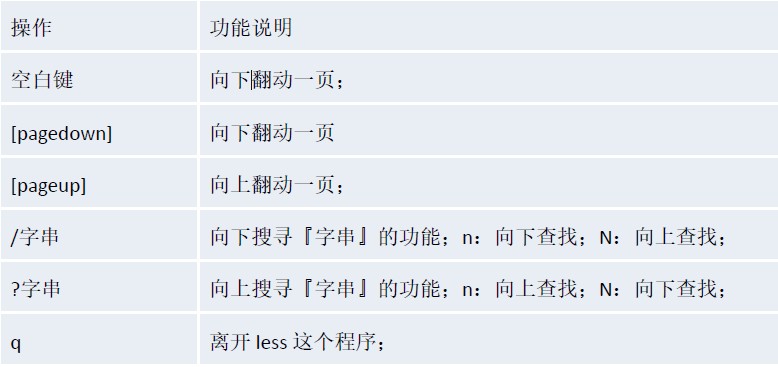 操作 功能说明
空白键 向下翻动一页；
[pagedown] 向下翻动一页
[pageup] 向上翻动一页；
/字串 向下搜寻『字串』的功能；n：向下查找；N：向上查找；
?字串 向上搜寻『字串』的功能；n：向上查找；N：向下查找；
q 离开 less 这个程序；